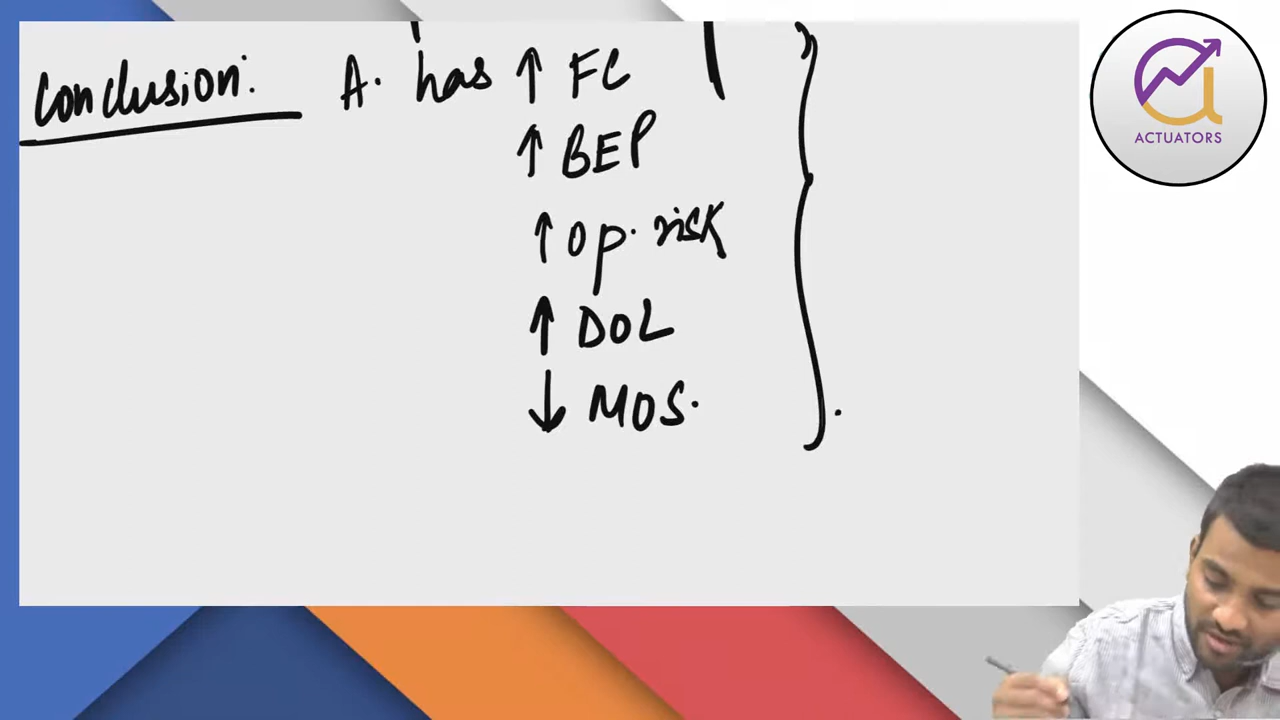 Conclusion: A. has ↑ FC
↑ BEP
↑ op. risk
↑ DOL
↓ MOS.
ACTUATORS